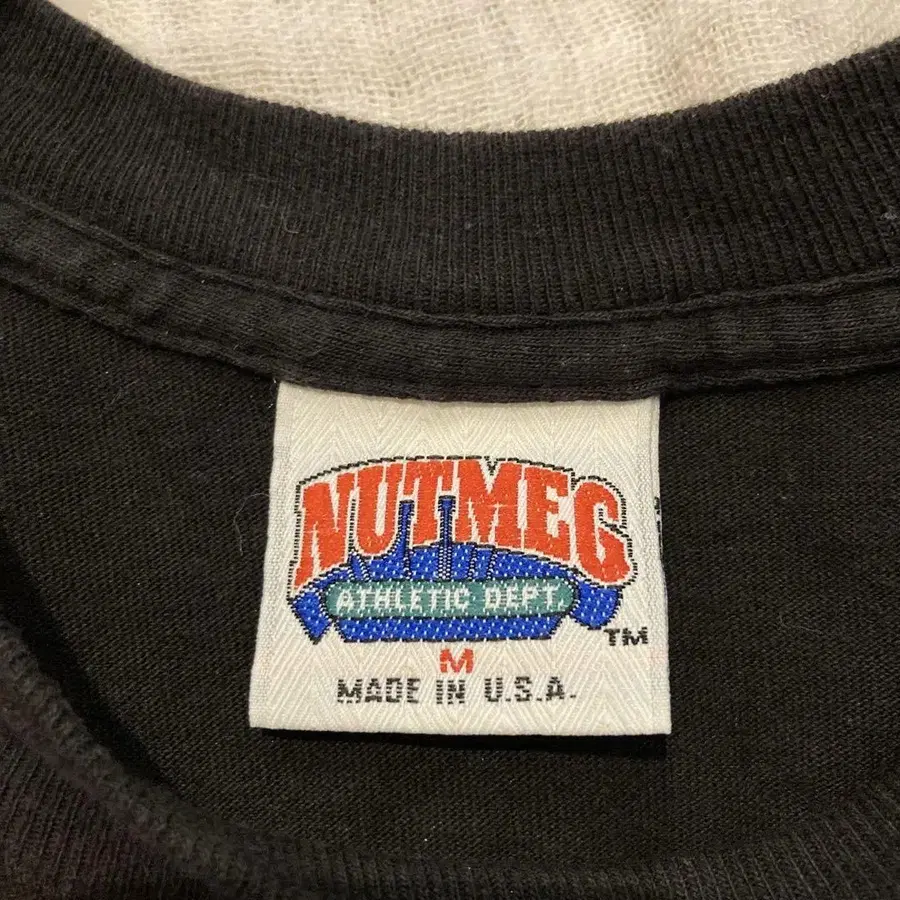 NUTMEG
ATHLETIC DEPT.
TM
M
MADE IN U.S.A.